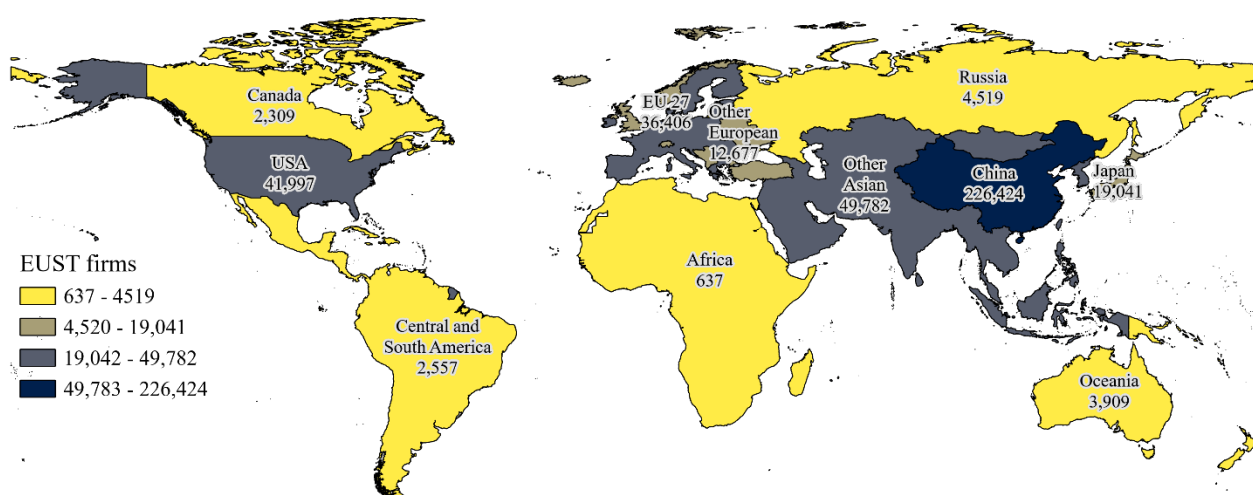 Canada
2,309
USA
41,997
EU 27
36,406
Other
European
12,677
Russia
4,519
Other
Asian
49,782
China
226,424
Japan
19,041
Africa
637
Central and
South America
2,557
Oceania
3,909
EUST firms
637 - 4519
4,520 - 19,041
19,042 - 49,782
49,783 - 226,424